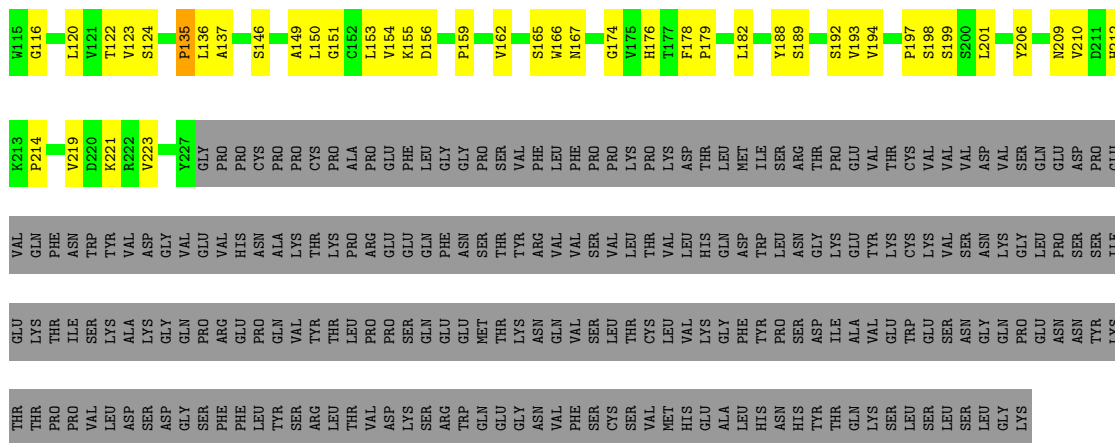 W115 G116 L120 V121 T122 V123 S124 P135 L136 A137 S146 A149 L150 G151 C152 L153 V154 K155 D156 P159 V162 S165 W166 N167 G174 V175 H176 T177 F178 P179 L182 Y188 S189 S192 V193 V194 P197 S198 S199 S200 L201 Y206 N209 V210 D211 H212
K213 P214 V219 D220 K221 R222 V223 Y227 GLY PRO PRO CYS PRO PRO CYS PRO ALA PRO GLU PHE LEU GLY GLY PRO SER VAL PHE LEU PHE PRO PRO LYS PRO LYS ASP THR LEU MET ILE SER ARG THR PRO GLU VAL THR CYS VAL VAL VAL ASP VAL SER GLN GLU ASP PRO GLU
VAL GLN PHE ASN TRP TYR VAL ASP GLY VAL GLU VAL HIS ASN ALA LYS THR LYS PRO ARG GLU GLU GLN PHE ASN SER THR TYR ARG VAL VAL SER VAL LEU THR VAL LEU HIS GLN ASP TRP LEU ASN GLY LYS GLU TYR LYS CYS LYS VAL SER ASN LYS GLY LEU PRO SER SER ILE
GLU LYS THR ILE SER LYS ALA LYS GLY GLN PRO ARG GLU PRO GLN VAL TYR THR LEU PRO PRO SER GLN GLU GLU MET THR LYS ASN GLN VAL SER LEU THR CYS LEU VAL LYS GLY PHE TYR PRO SER ASP ILE ALA VAL GLU TRP GLU SER ASN GLY GLN PRO GLU ASN ASN TYR LYS
THR THR PRO PRO VAL LEU ASP SER ASP GLY SER PHE PHE LEU TYR SER ARG LEU THR VAL ASP LYS SER ARG TRP GLN GLU GLY ASN VAL PHE SER CYS SER VAL MET HIS GLU ALA LEU HIS ASN HIS TYR THR GLN LYS SER LEU SER LEU SER LEU GLY LYS